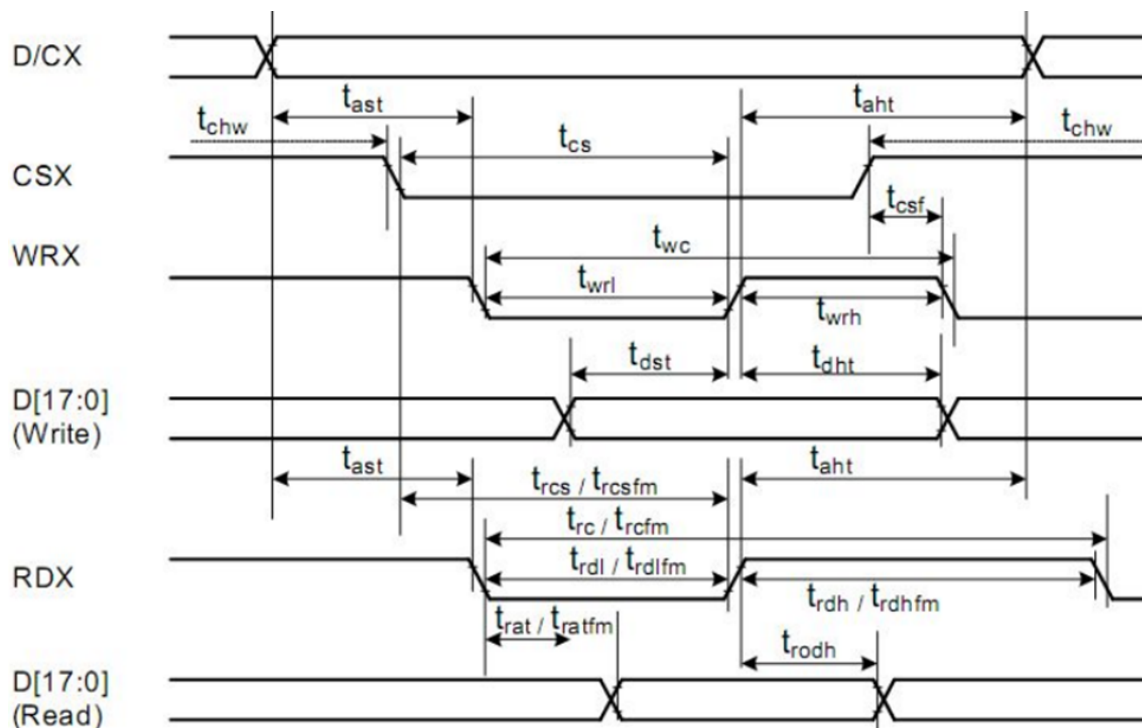 D/CX
t_ast t_aht
t_chw t_chw
t_cs
CSX
t_csf
WRX
t_wc
t_wrl
t_wrh
t_dst t_dht
D[17:0]
(Write)
t_ast t_aht
t_rcs / t_rcsfm
t_rc / t_rcfm
RDX
t_rdl / t_rdlfm
t_rdh / t_rdhfm
t_rat / t_ratfm
t_rodh
D[17:0]
(Read)